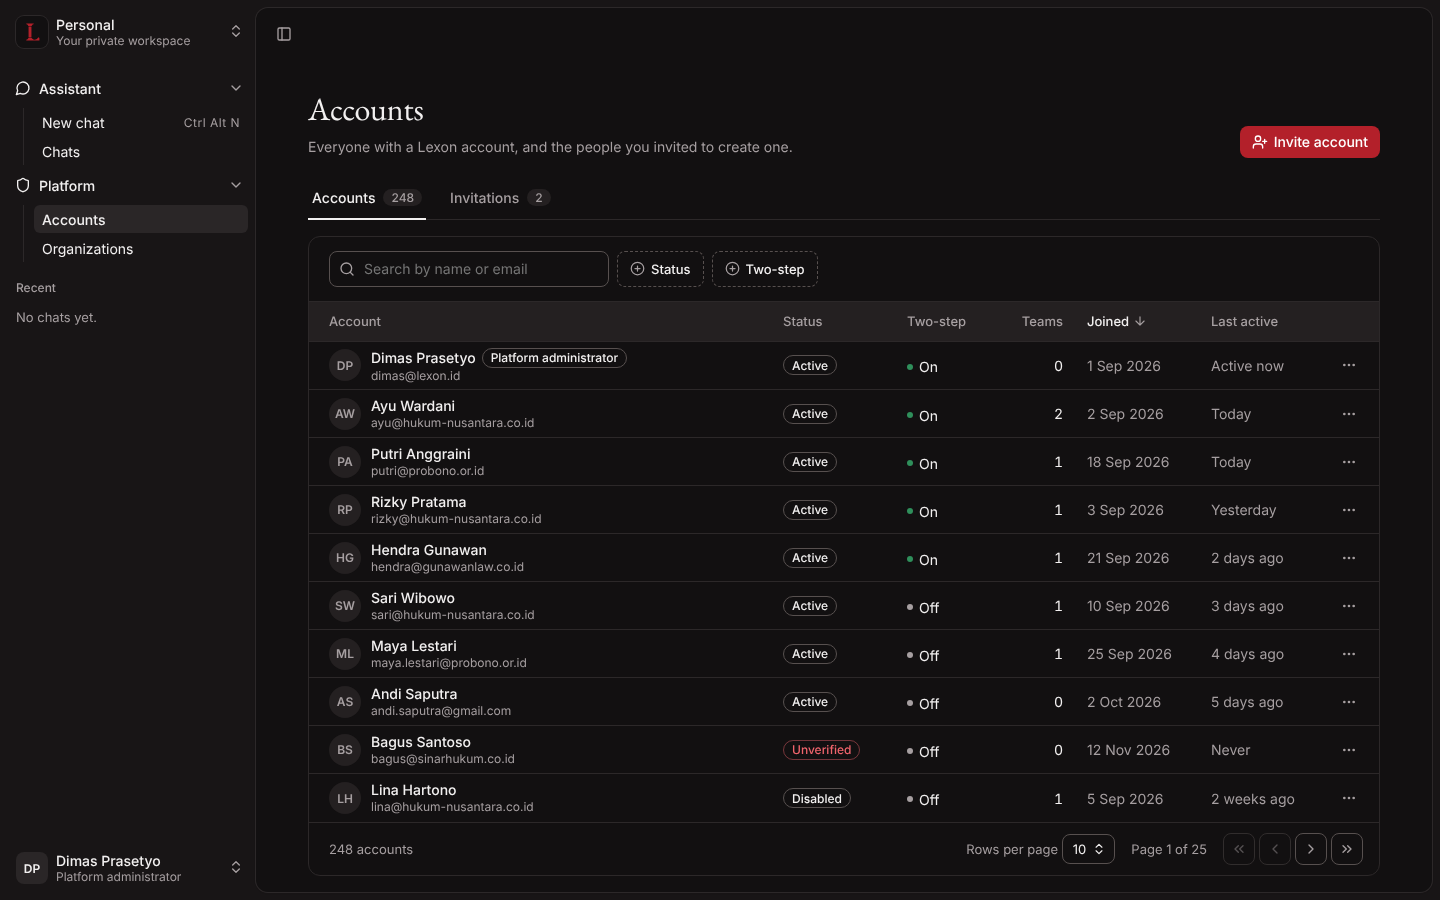 L
Personal
Your private workspace
Assistant
New chat Ctrl Alt N
Chats
Platform
Accounts
Organizations
Recent
No chats yet.
DP
Dimas Prasetyo
Platform administrator
Accounts
Everyone with a Lexon account, and the people you invited to create one.
Invite account
Accounts 248 Invitations 2
Search by name or email Status Two-step
Account Status Two-step Teams Joined Last active
DP Dimas Prasetyo Platform administrator Active On 0 1 Sep 2026 Active now
dimas@lexon.id
AW Ayu Wardani Active On 2 2 Sep 2026 Today
ayu@hukum-nusantara.co.id
PA Putri Anggraini Active On 1 18 Sep 2026 Today
putri@probono.or.id
RP Rizky Pratama Active On 1 3 Sep 2026 Yesterday
rizky@hukum-nusantara.co.id
HG Hendra Gunawan Active On 1 21 Sep 2026 2 days ago
hendra@gunawanlaw.co.id
SW Sari Wibowo Active Off 1 10 Sep 2026 3 days ago
sari@hukum-nusantara.co.id
ML Maya Lestari Active Off 1 25 Sep 2026 4 days ago
maya.lestari@probono.or.id
AS Andi Saputra Active Off 0 2 Oct 2026 5 days ago
andi.saputra@gmail.com
BS Bagus Santoso Unverified Off 0 12 Nov 2026 Never
bagus@sinarhukum.co.id
LH Lina Hartono Disabled Off 1 5 Sep 2026 2 weeks ago
lina@hukum-nusantara.co.id
248 accounts Rows per page 10 Page 1 of 25